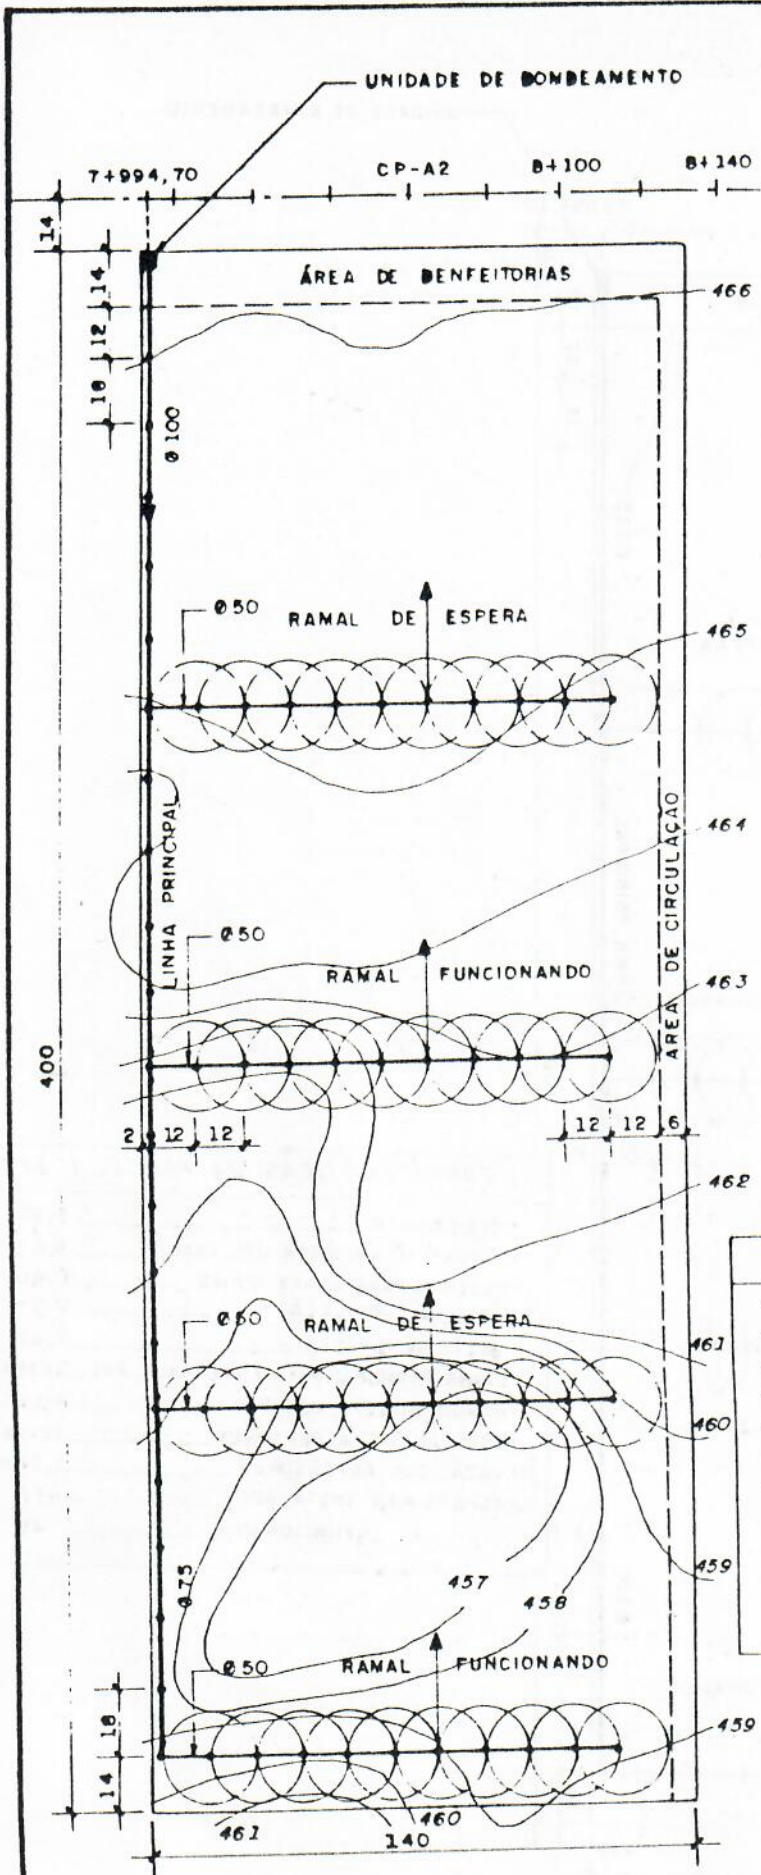 UNIDADE DE BOMBEAMENTO
7+994,70 CP-A2 8+100 8+140
14
ÁREA DE BENFEITORIAS
14
466
12
18
Ø100
Ø50 RAMAL DE ESPERA
465
LINHA PRINCIPAL
ÁREA DE CIRCULAÇÃO
464
Ø50
RAMAL FUNCIONANDO
463
400
2 12 12 12 12 6
462
Ø50 RAMAL DE ESPERA
461
460
Ø75
457
458
459
Ø50 RAMAL FUNCIONANDO
18
459
14
461 460
140